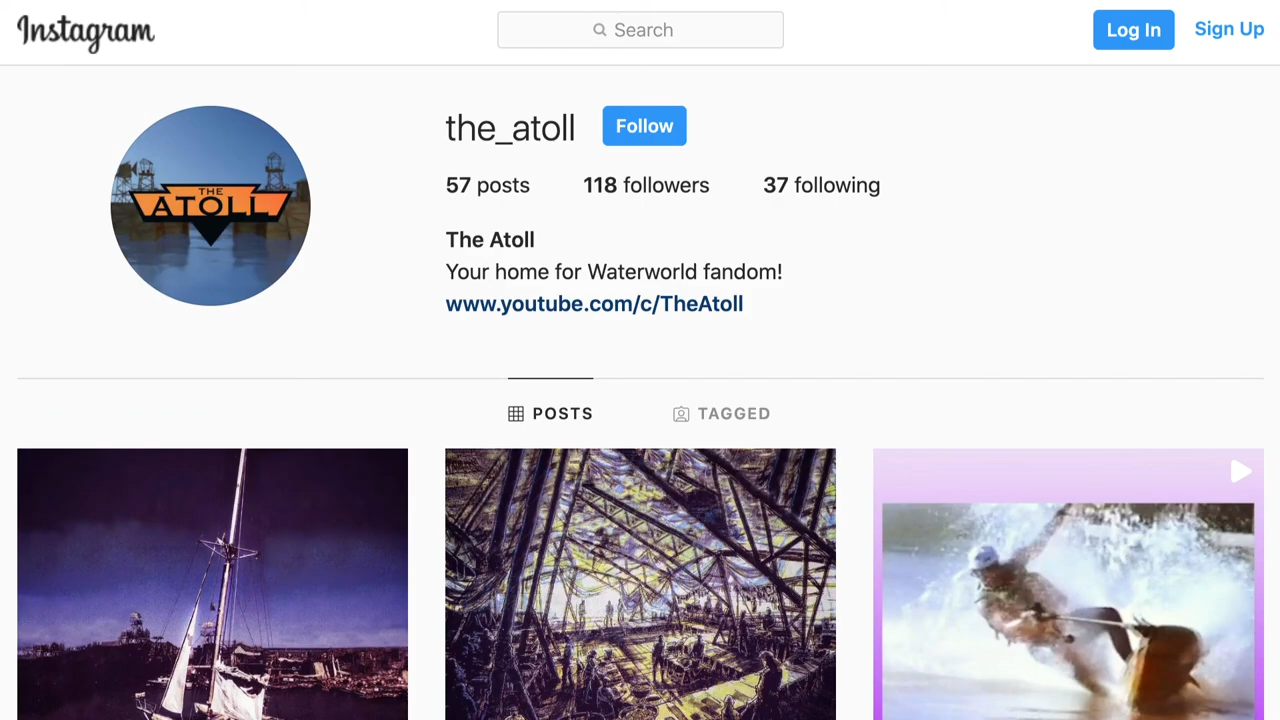 Instagram
Search
Log In
Sign Up
THE
ATOLL
the_atoll
Follow
57 posts
118 followers
37 following
The Atoll
Your home for Waterworld fandom!
www.youtube.com/c/TheAtoll
POSTS
TAGGED